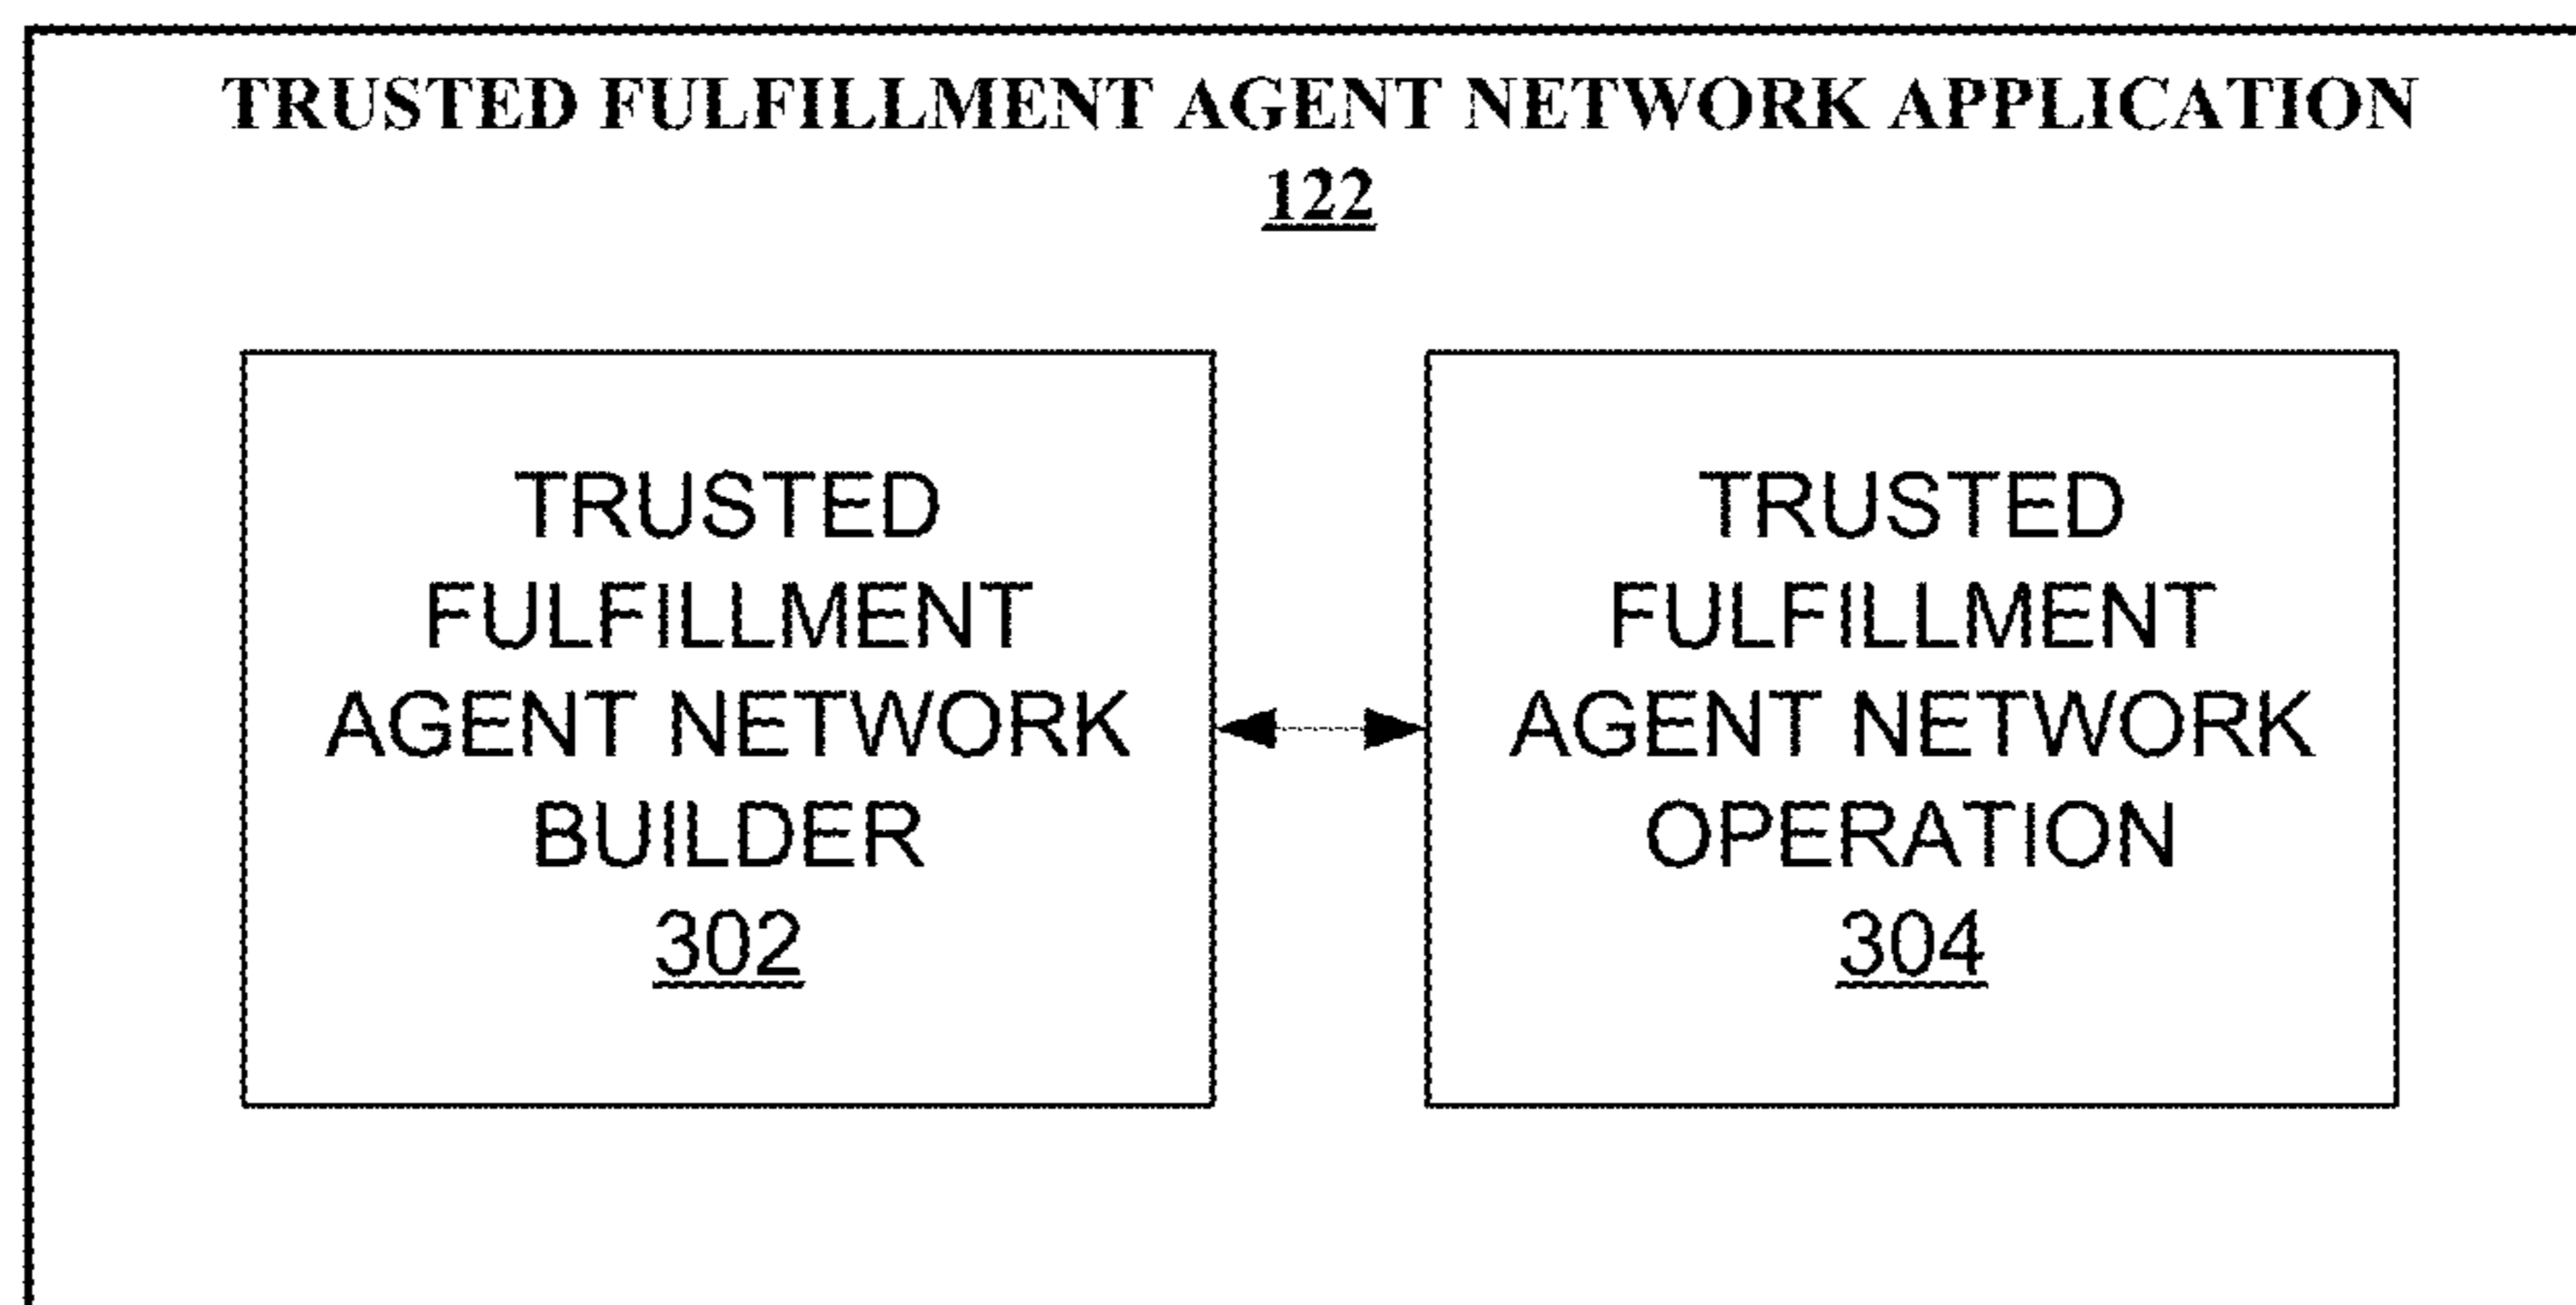 TRUSTED FULFILLMENT AGENT NETWORK APPLICATION
122
TRUSTED
FULFILLMENT
AGENT NETWORK
BUILDER
302
TRUSTED
FULFILLMENT
AGENT NETWORK
OPERATION
304